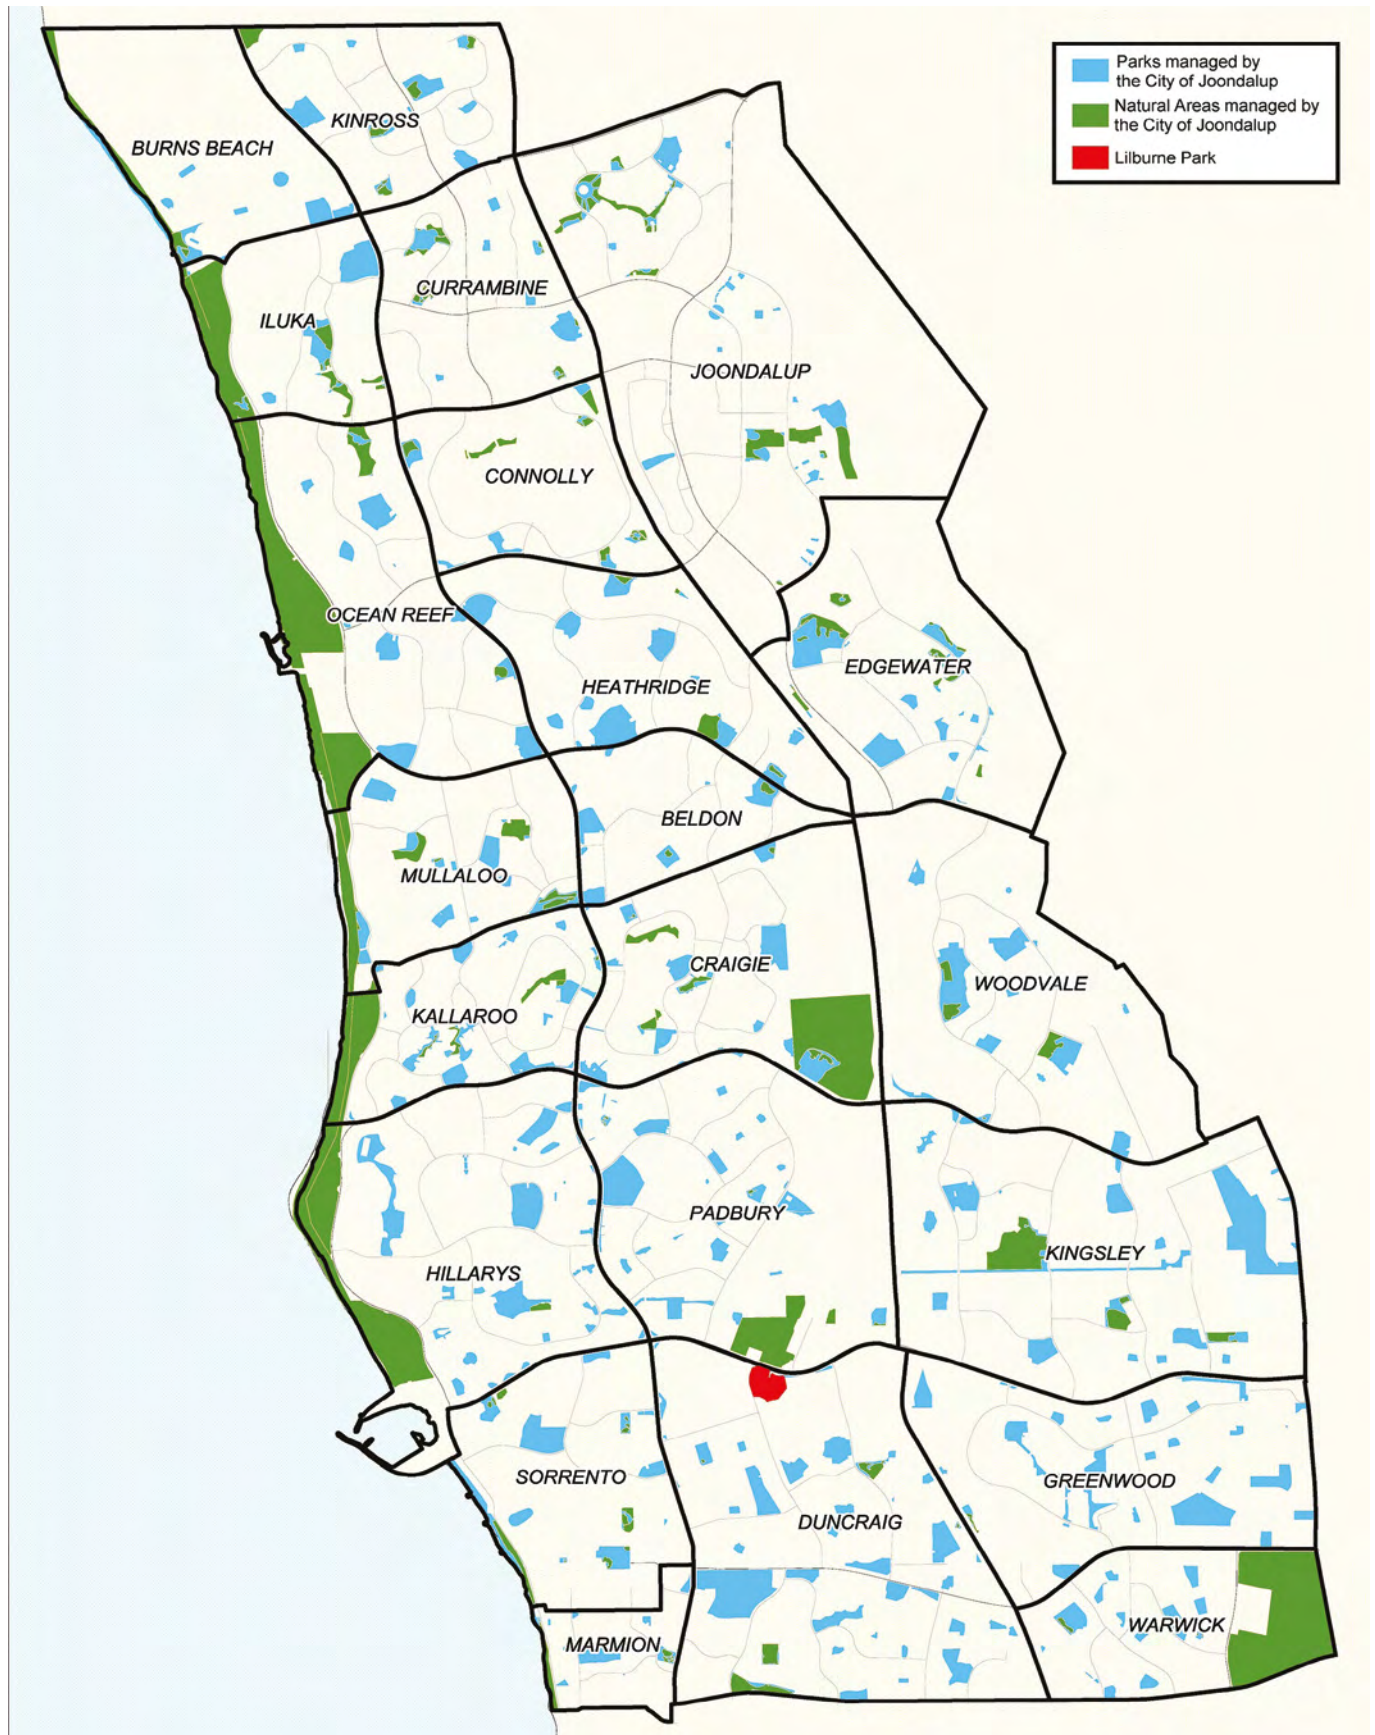 Parks managed by
the City of Joondalup
Natural Areas managed by
the City of Joondalup
Lilburne Park
KINROSS
BURNS BEACH
CURRAMBINE
ILUKA
JOONDALUP
CONNOLLY
OCEAN REEF
EDGEWATER
HEATHRIDGE
BELDON
MULLALOO
CRAIGIE
WOODVALE
KALLAROO
PADBURY
KINGSLEY
HILLARYS
SORRENTO
GREENWOOD
DUNCRAIG
WARWICK
MARMION